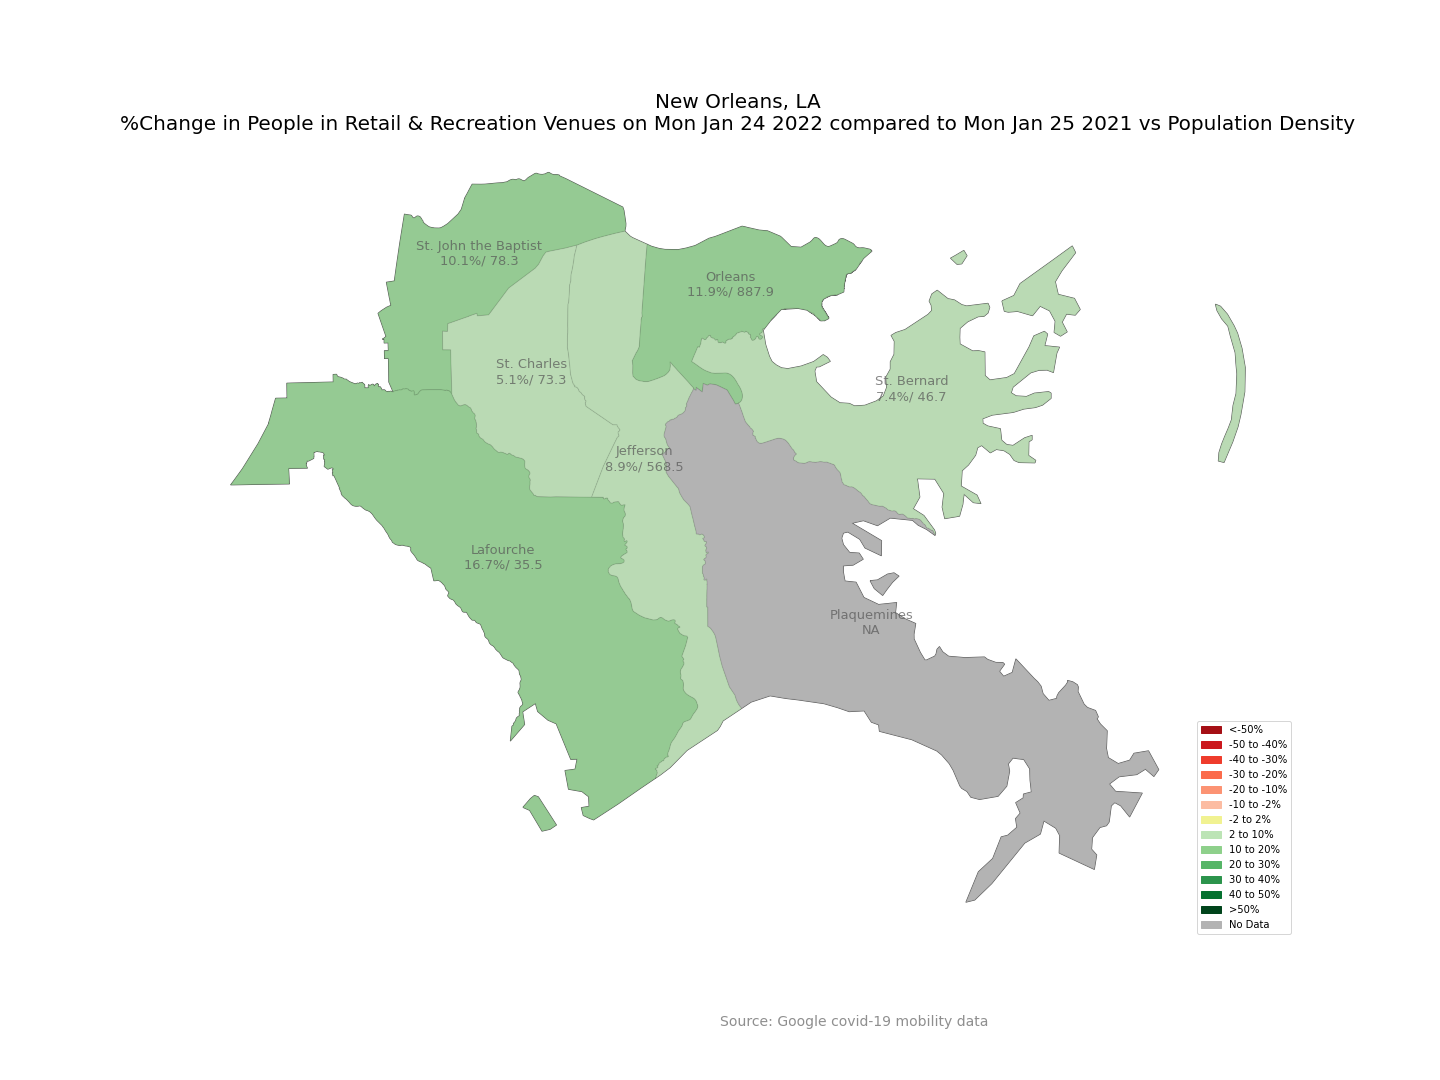 New Orleans, LA
%Change in People in Retail & Recreation Venues on Mon Jan 24 2022 compared to Mon Jan 25 2021 vs Population Density
St. John the Baptist
10.1%/ 78.3
Orleans
11.9%/ 887.9
St. Charles
5.1%/ 73.3
St. Bernard
7.4%/ 46.7
Jefferson
8.9%/ 568.5
Lafourche
16.7%/ 35.5
Plaquemines
NA
<-50%
-50 to -40%
-40 to -30%
-30 to -20%
-20 to -10%
-10 to -2%
-2 to 2%
2 to 10%
10 to 20%
20 to 30%
30 to 40%
40 to 50%
>50%
No Data
Source: Google covid-19 mobility data